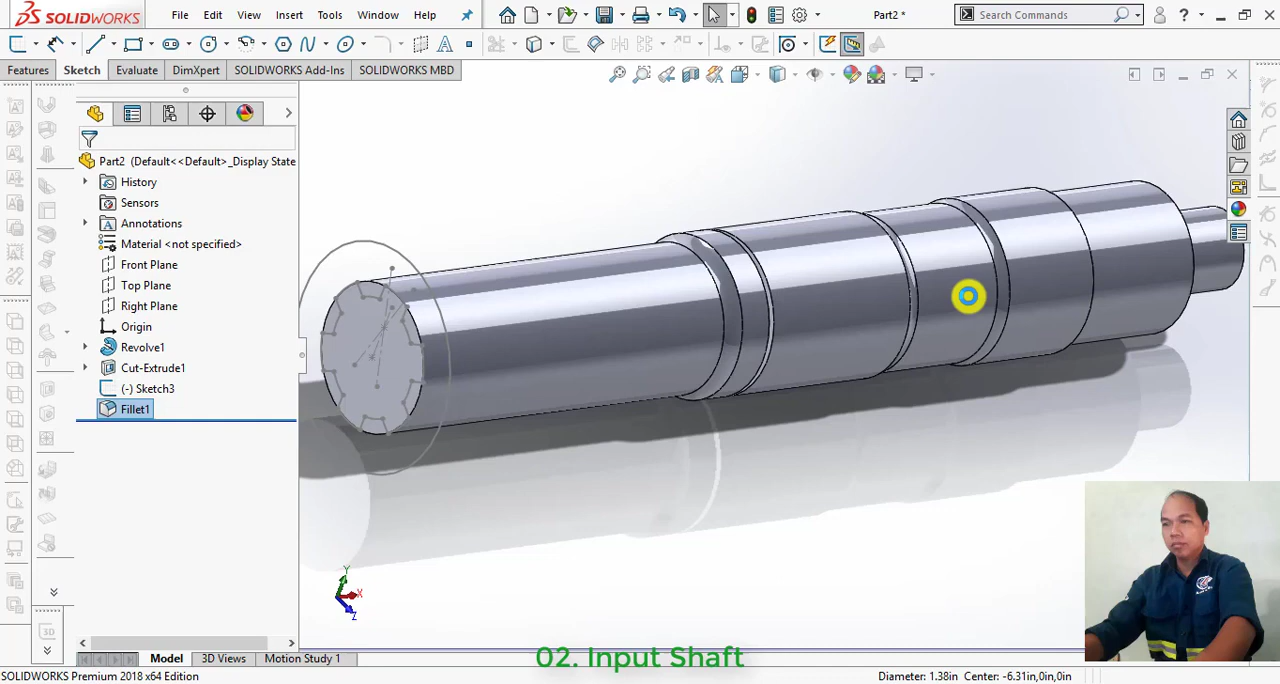 SOLIDWORKS
File
Edit
View
Insert
Tools
Window
Help
Part2 *
Search Commands
?
A
Features
Sketch
Evaluate
DimXpert
SOLIDWORKS Add-Ins
SOLIDWORKS MBD
Part2 (Default<<Default>_Display State
History
Sensors
Annotations
Material <not specified>
Front Plane
Top Plane
Right Plane
Origin
Revolve1
Cut-Extrude1
(-) Sketch3
Fillet1
Y
X
Z
3D
Model
3D Views
Motion Study 1
02. Input Shaft
SOLIDWORKS Premium 2018 x64 Edition
Diameter: 1.38in Center: -6.31in,0in,0in